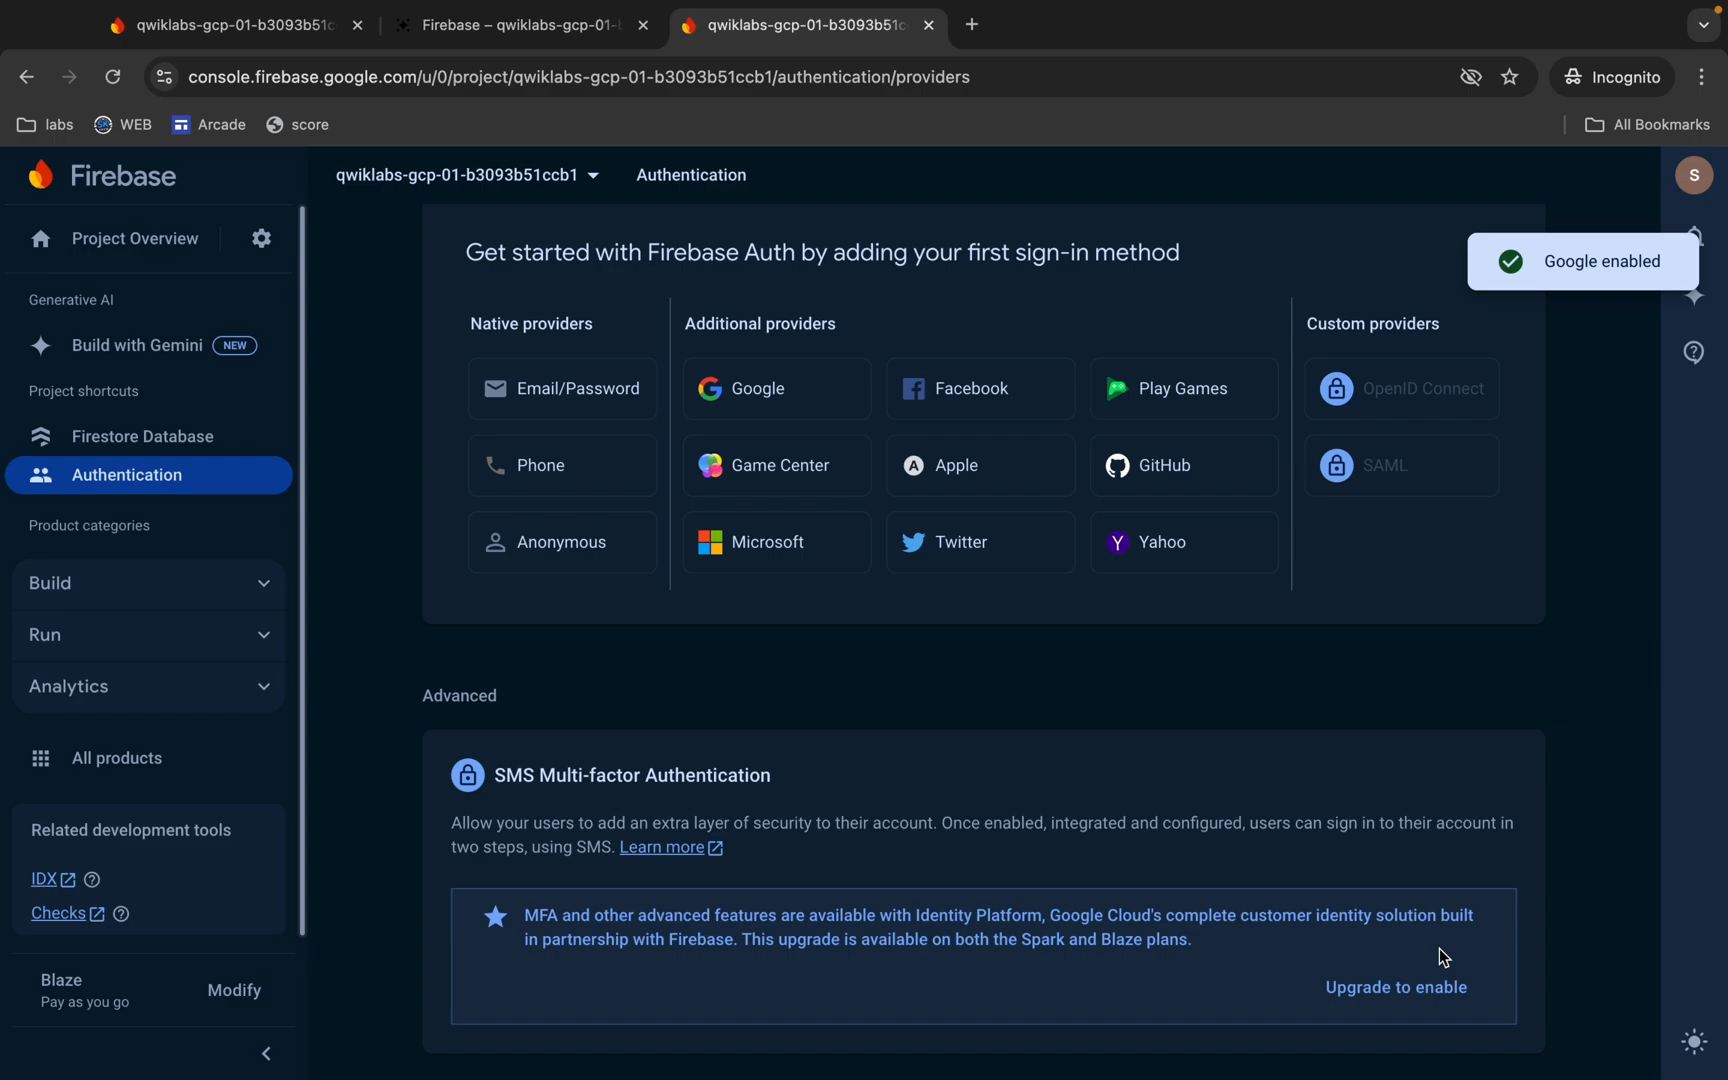 qwiklabs-gcp-01-b3093b51c
Firebase – qwiklabs-gcp-01-
qwiklabs-gcp-01-b3093b51c
console.firebase.google.com/u/0/project/qwiklabs-gcp-01-b3093b51ccb1/authentication/providers
Incognito
labs
WEB
Arcade
score
All Bookmarks
Firebase
qwiklabs-gcp-01-b3093b51ccb1
Authentication
S
Project Overview
Generative AI
Build with Gemini
NEW
Project shortcuts
Firestore Database
Authentication
Product categories
Build
Run
Analytics
All products
Related development tools
IDX
Checks
Blaze
Pay as you go
Modify
Get started with Firebase Auth by adding your first sign-in method
Google enabled
Native providers
Additional providers
Custom providers
Email/Password
Google
Facebook
Play Games
OpenID Connect
Phone
Game Center
Apple
GitHub
SAML
Anonymous
Microsoft
Twitter
Yahoo
Advanced
SMS Multi-factor Authentication
Allow your users to add an extra layer of security to their account. Once enabled, integrated and configured, users can sign in to their account in
two steps, using SMS. Learn more
MFA and other advanced features are available with Identity Platform, Google Cloud's complete customer identity solution built
in partnership with Firebase. This upgrade is available on both the Spark and Blaze plans.
Upgrade to enable